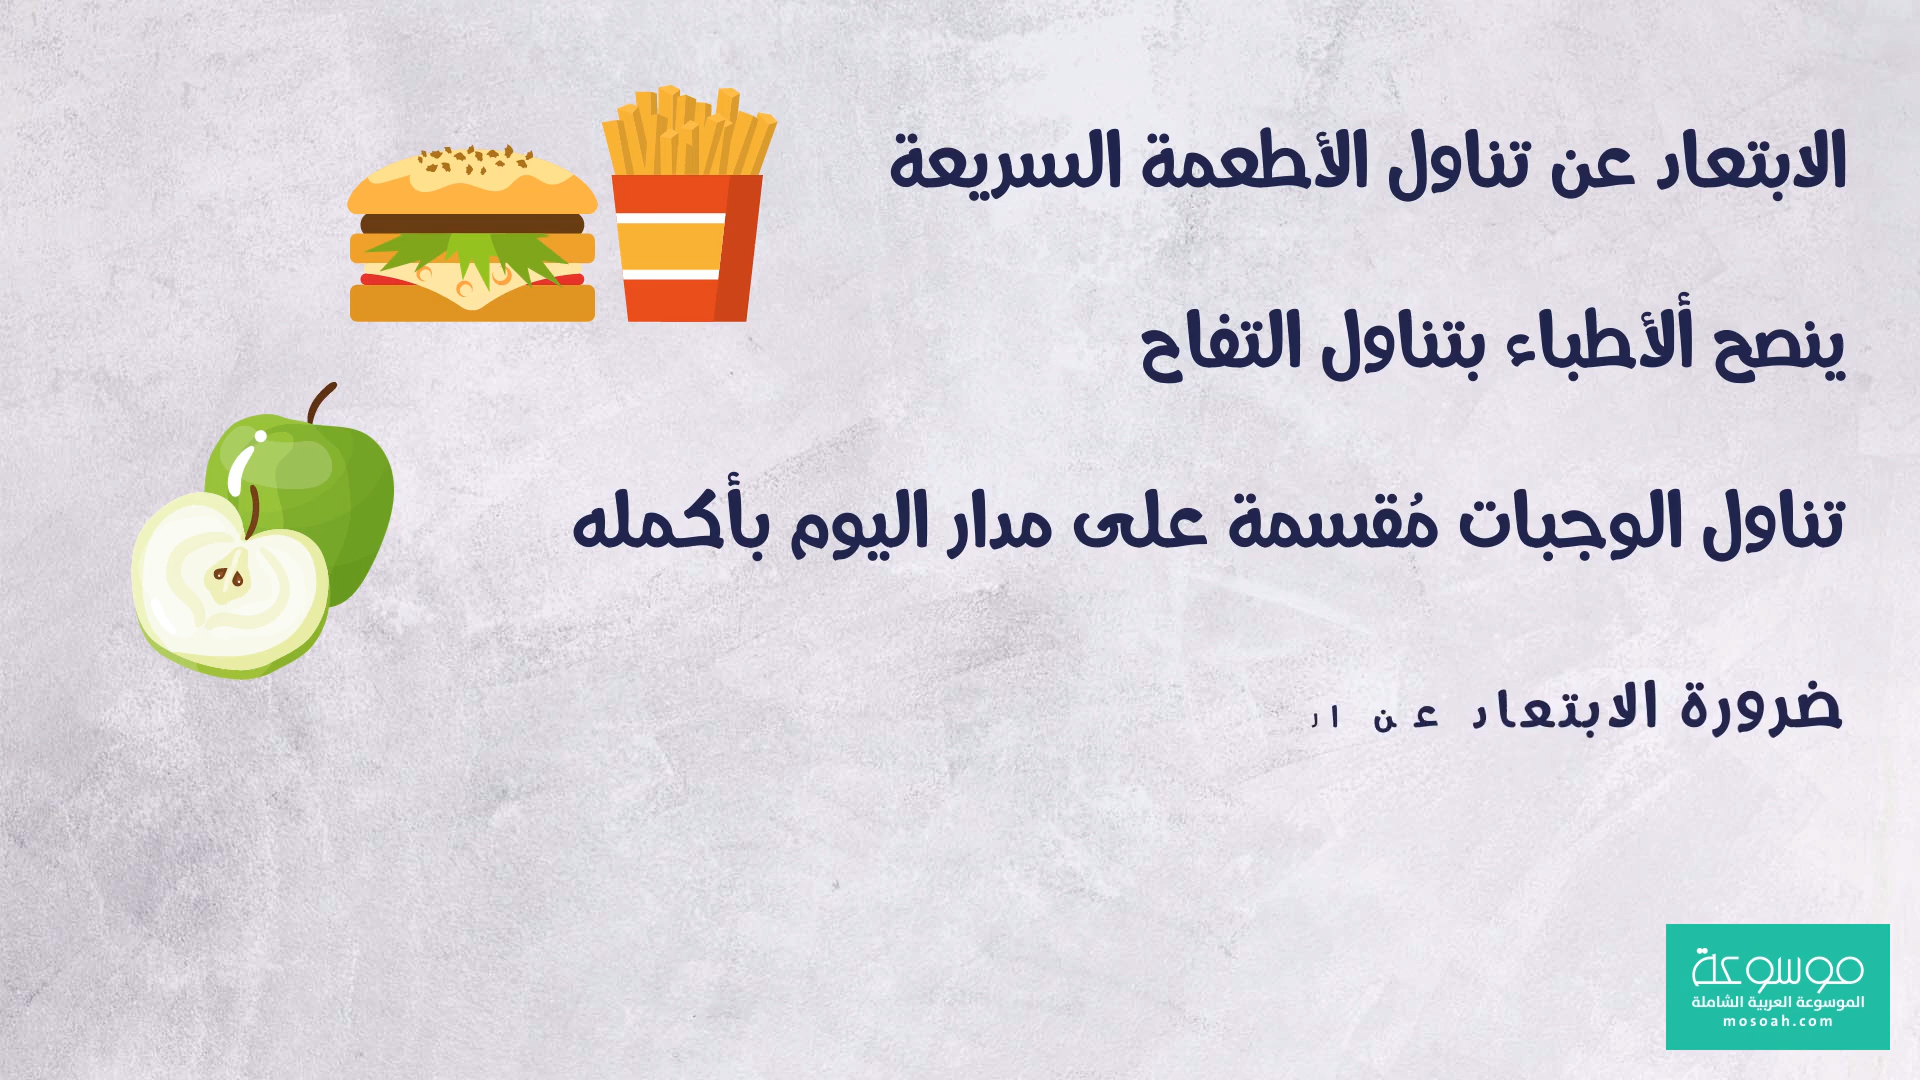 الابتعاد عن تناول الأطعمة السريعة
ينصح ألأطباء بتناول التفاح
تناول الوجبات مُقسمة على مدار اليوم بأكمله
ضرورة الابتعاد عن
موسوعة
الموسوعة العربية الشاملة
mosoah.com